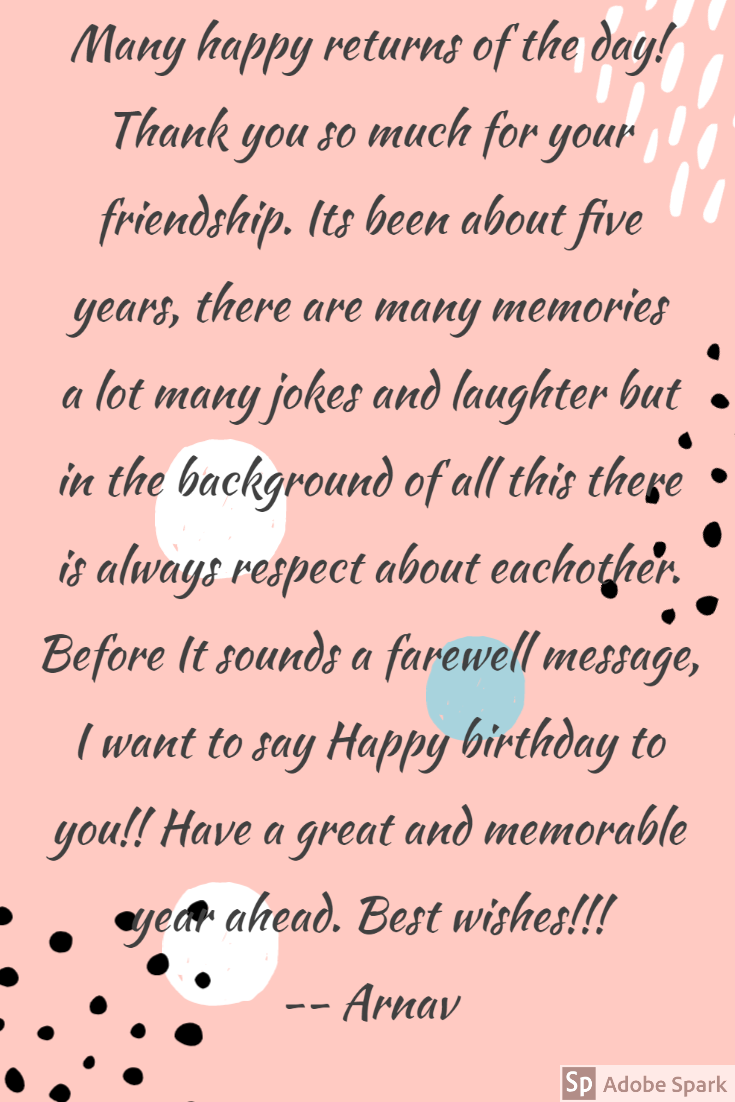 Many happy returns of the day!
Thank you so much for your
friendship. Its been about five
years, there are many memories
a lot many jokes and laughter but
in the background of all this there
is always respect about eachother.
Before It sounds a farewell message,
I want to say Happy birthday to
you!! Have a great and memorable
year ahead. Best wishes!!!
-- Arnav
Sp Adobe Spark